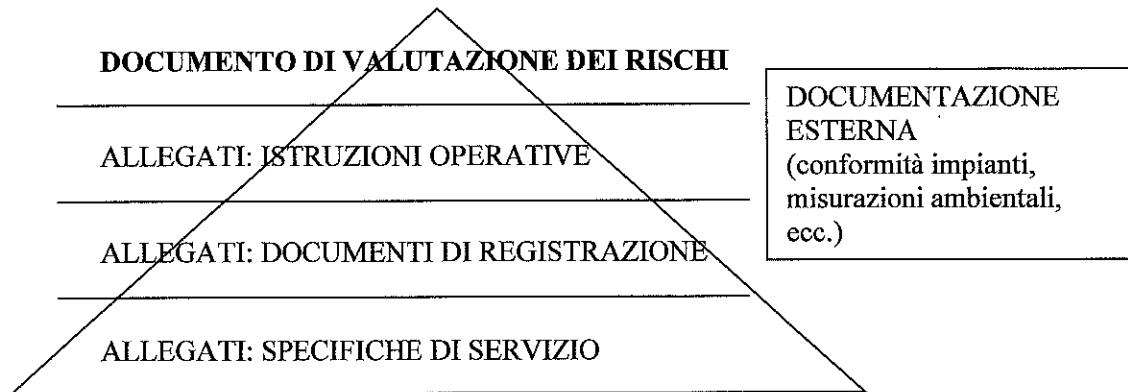 DOCUMENTO DI VALUTAZIONE DEI RISCHI
ALLEGATI: ISTRUZIONI OPERATIVE
ALLEGATI: DOCUMENTI DI REGISTRAZIONE
ALLEGATI: SPECIFICHE DI SERVIZIO
DOCUMENTAZIONE
ESTERNA
(conformità impianti,
misurazioni ambientali,
ecc.)